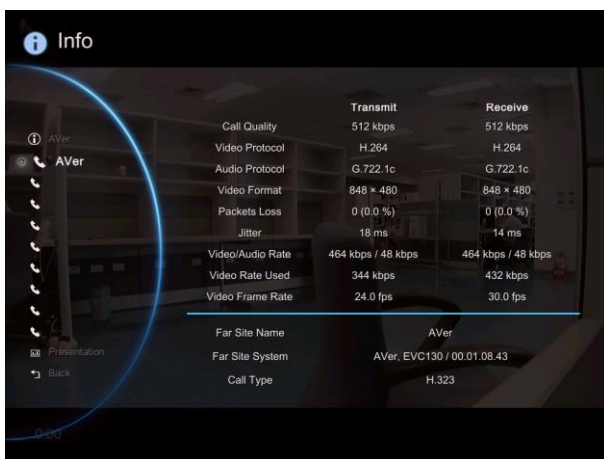 Info
Transmit Receive
Call Quality 512 kbps 512 kbps
Video Protocol H.264 H.264
Audio Protocol G.722.1c G.722.1c
Video Format 848 × 480 848 × 480
Packets Loss 0 (0.0 %) 0 (0.0 %)
Jitter 18 ms 14 ms
Video/Audio Rate 464 kbps / 48 kbps 464 kbps / 48 kbps
Video Rate Used 344 kbps 432 kbps
Video Frame Rate 24.0 fps 30.0 fps
Far Site Name AVer
Far Site System AVer, EVC130 / 00.01.08.43
Call Type H.323
AVer
AVer
Presentation
Back
0:00